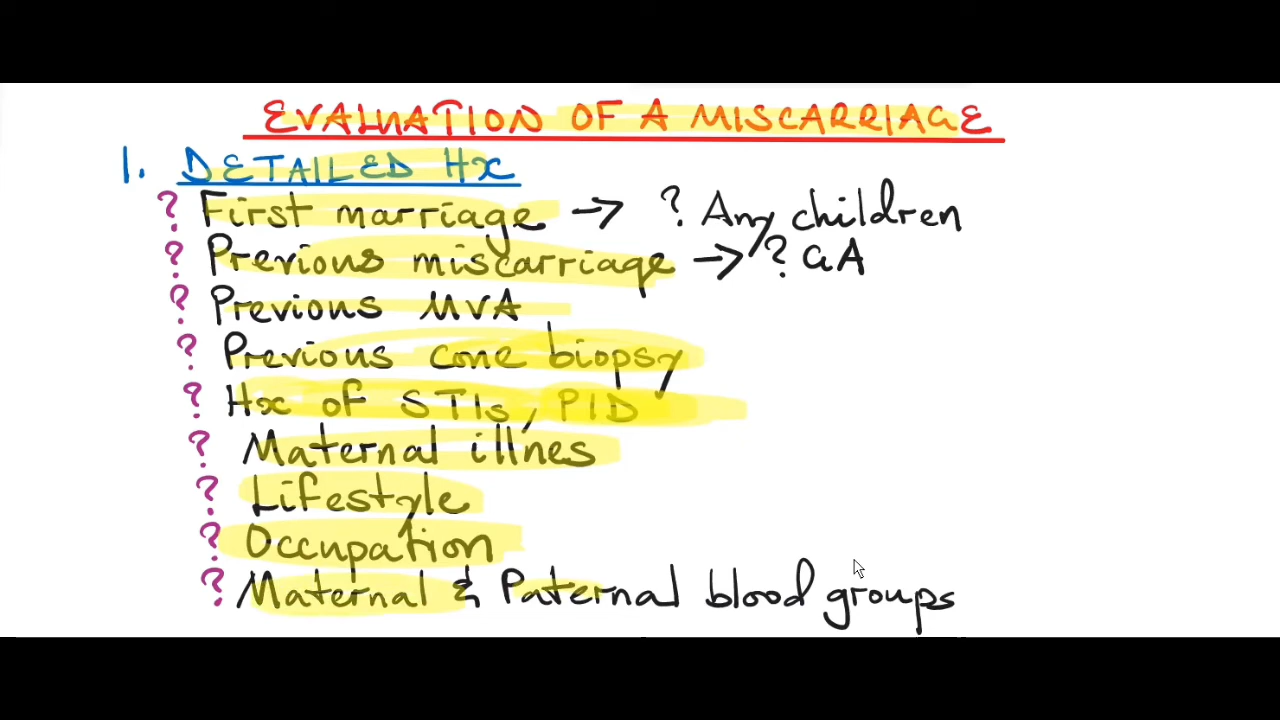 EVALUATION OF A MISCARRIAGE
1. DETAILED Hx
? First marriage → ? Any children
? Previous miscarriage → ? GA
? Previous MVA
? Previous cone biopsy
? Hx of STIs, PID
? Maternal illnes
? Lifestyle
? Occupation
? Maternal & Paternal blood groups